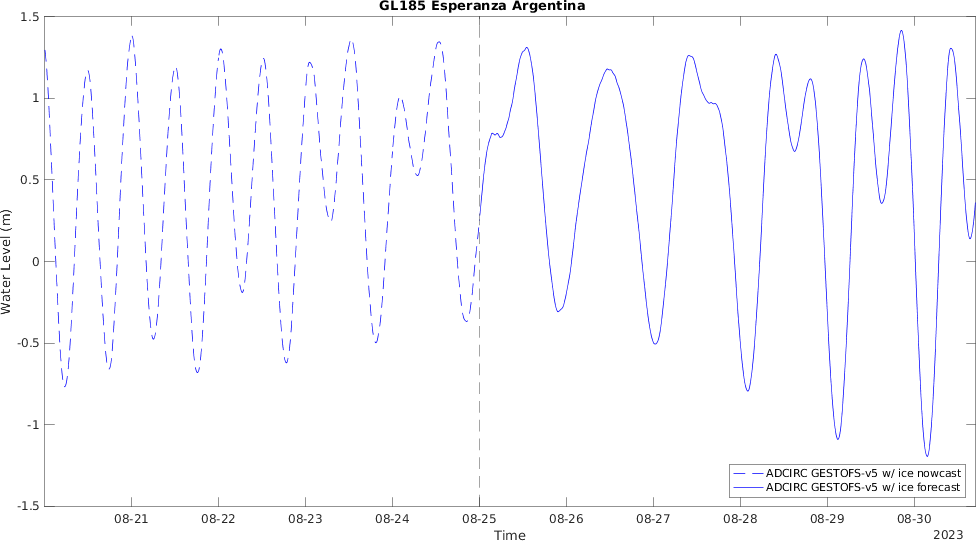 GL185 Esperanza Argentina
1.5
1
0.5
0
-0.5
-1
-1.5
Water Level (m)
ADCIRC GESTOFS-v5 w/ ice nowcast
ADCIRC GESTOFS-v5 w/ ice forecast
08-21 08-22 08-23 08-24 08-25 08-26 08-27 08-28 08-29 08-30
Time
2023